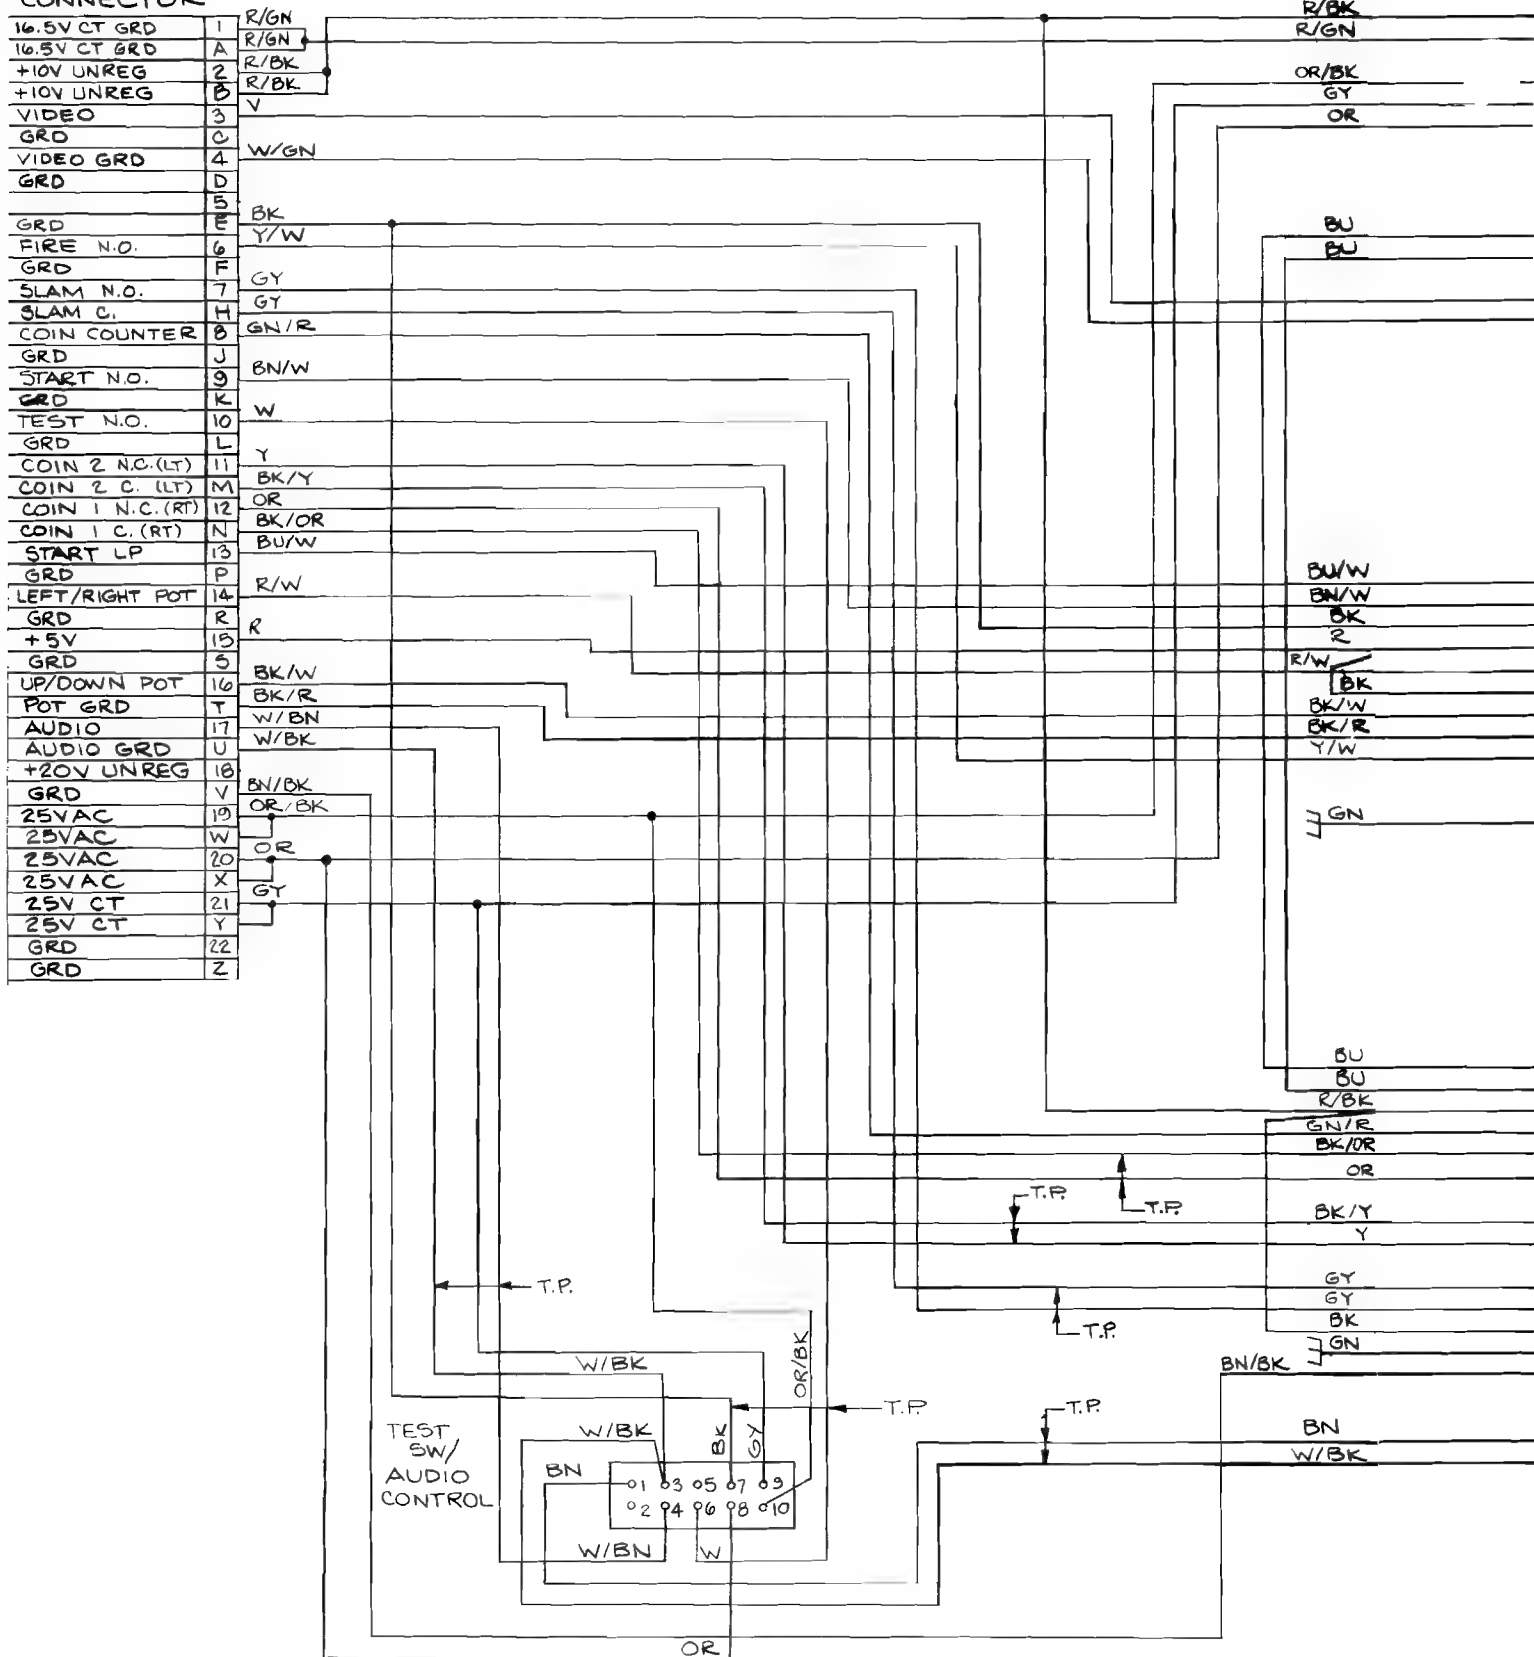 CONNECTOR
16.5V CT GRD 1 R/GN
16.5V CT GRD A R/GN
+10V UNREG 2 R/BK
+10V UNREG B R/BK
VIDEO 3 V
GRD C
VIDEO GRD 4 W/GN
GRD D
5
GRD E BK
FIRE N.O. 6 Y/W
GRD F
SLAM N.O. 7 GY
SLAM C. H GY
COIN COUNTER 8 GN/R
GRD J
START N.O. 9 BN/W
GRD K
TEST N.O. 10 W
GRD L
COIN 2 N.C.(LT) 11 Y
COIN 2 C. (LT) M BK/Y
COIN 1 N.C.(RT) 12 OR
COIN 1 C.(RT) N BK/OR
START LP 13 BU/W
GRD P
LEFT/RIGHT POT 14 R/W
GRD R
+5V 15 R
GRD S
UP/DOWN POT 16 BK/W
POT GRD T BK/R
AUDIO 17 W/BN
AUDIO GRD U W/BK
+20V UNREG 18
GRD V BN/BK
25VAC 19 OR/BK
25VAC W
25VAC 20 OR
25VAC X
25V CT 21 GY
25V CT Y
GRD 22
GRD Z
R/BK
R/GN
OR/BK
GY
OR
BU
BU
BU/W
BN/W
BK
R
R/W
BK
BK/W
BK/R
Y/W
GN
BU
BU
R/BK
GN/R
BK/OR
OR
T.P.
T.P.
BK/Y
Y
T.P.
GY
GY
T.P.
BK
GN
BN/BK
W/BK
OR/BK
T.P.
T.P.
BN
W/BK
TEST
SW/
AUDIO
CONTROL
W/BK
BK
GY
BN
1 3 5 7 9
2 4 6 8 10
W/BN
W
OR